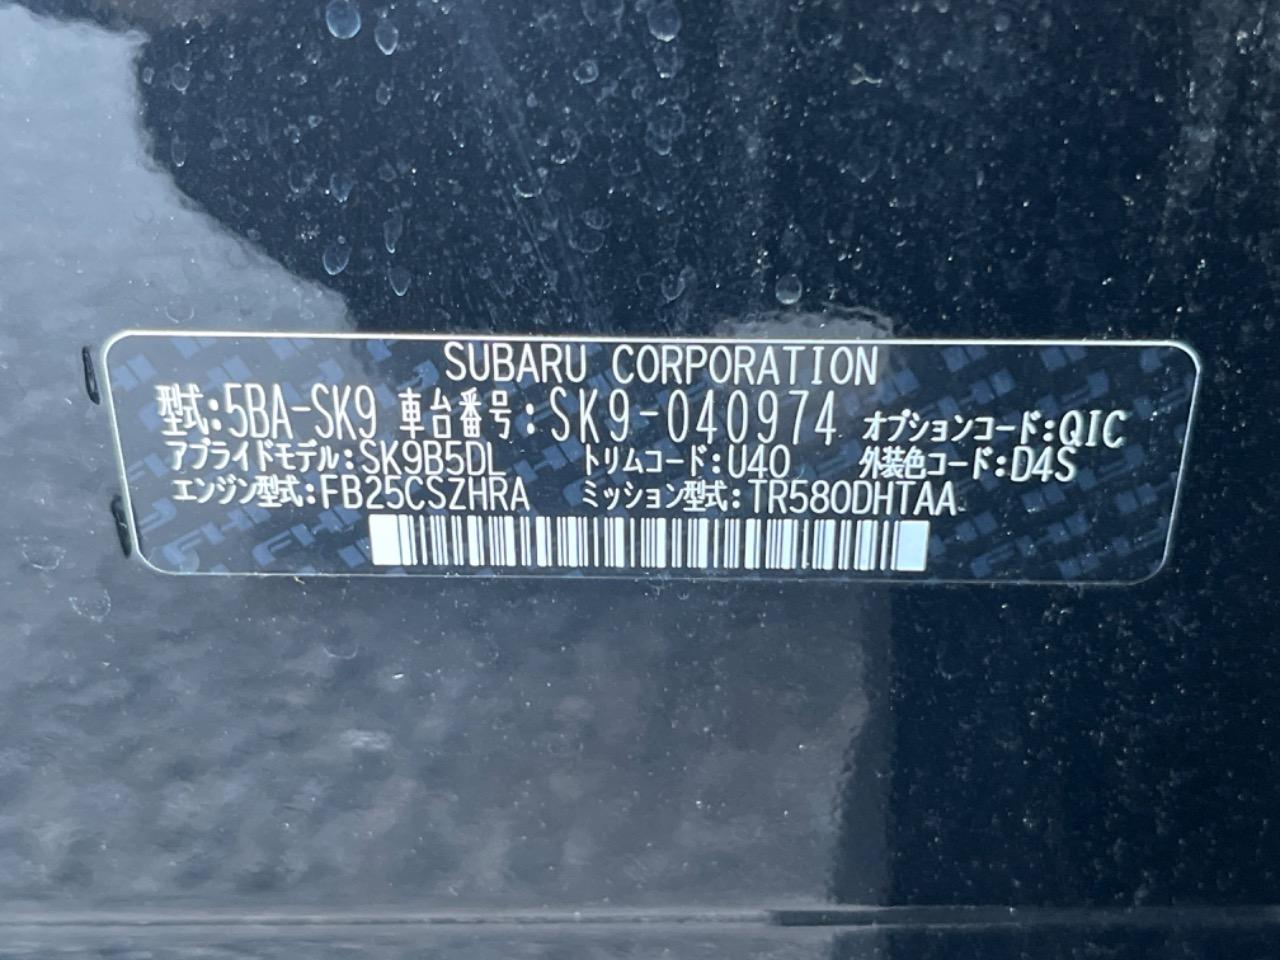 SUBARU CORPORATION
型式:5BA-SK9 車台番号:SK9-040974 オプションコード:QIC
アプライドモデル:SK9B5DL トリムコード:U40 外装色コード:D4S
エンジン型式:FB25CSZHRA ミッション型式:TR580DHTAA